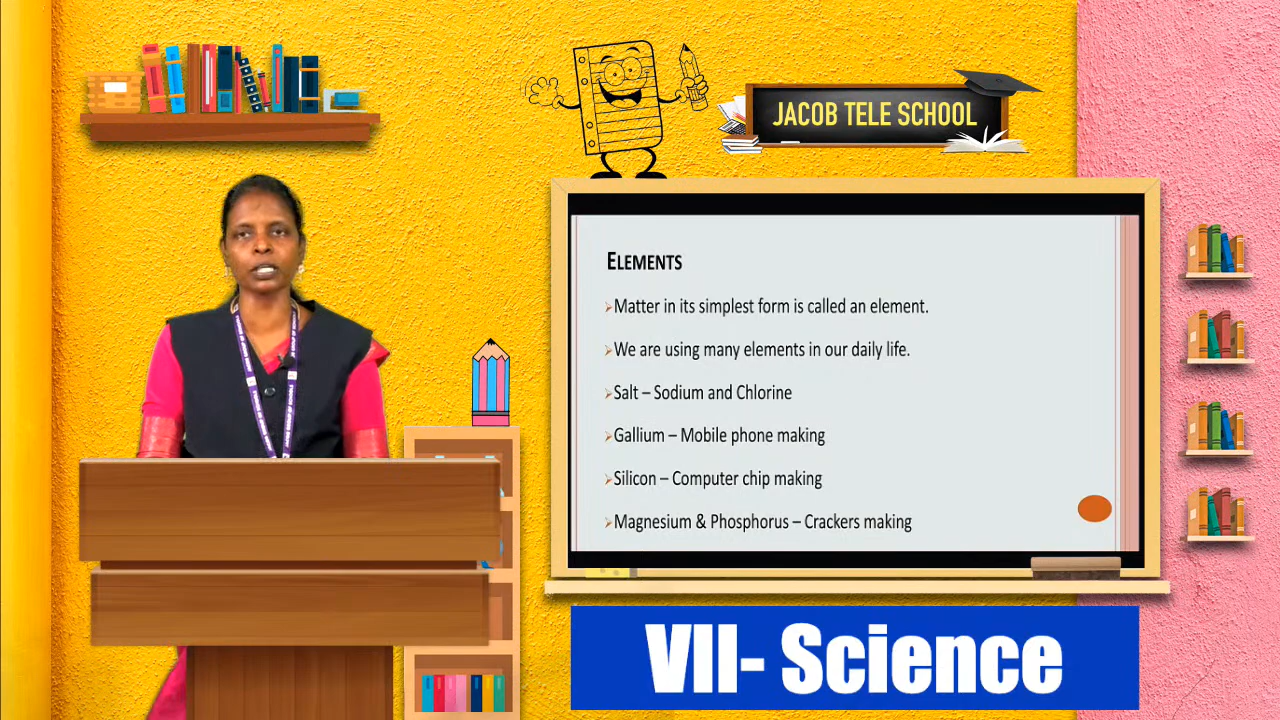 JACOB TELE SCHOOL
ELEMENTS
Matter in its simplest form is called an element.
We are using many elements in our daily life.
Salt – Sodium and Chlorine
Gallium – Mobile phone making
Silicon – Computer chip making
Magnesium & Phosphorus – Crackers making
VII- Science